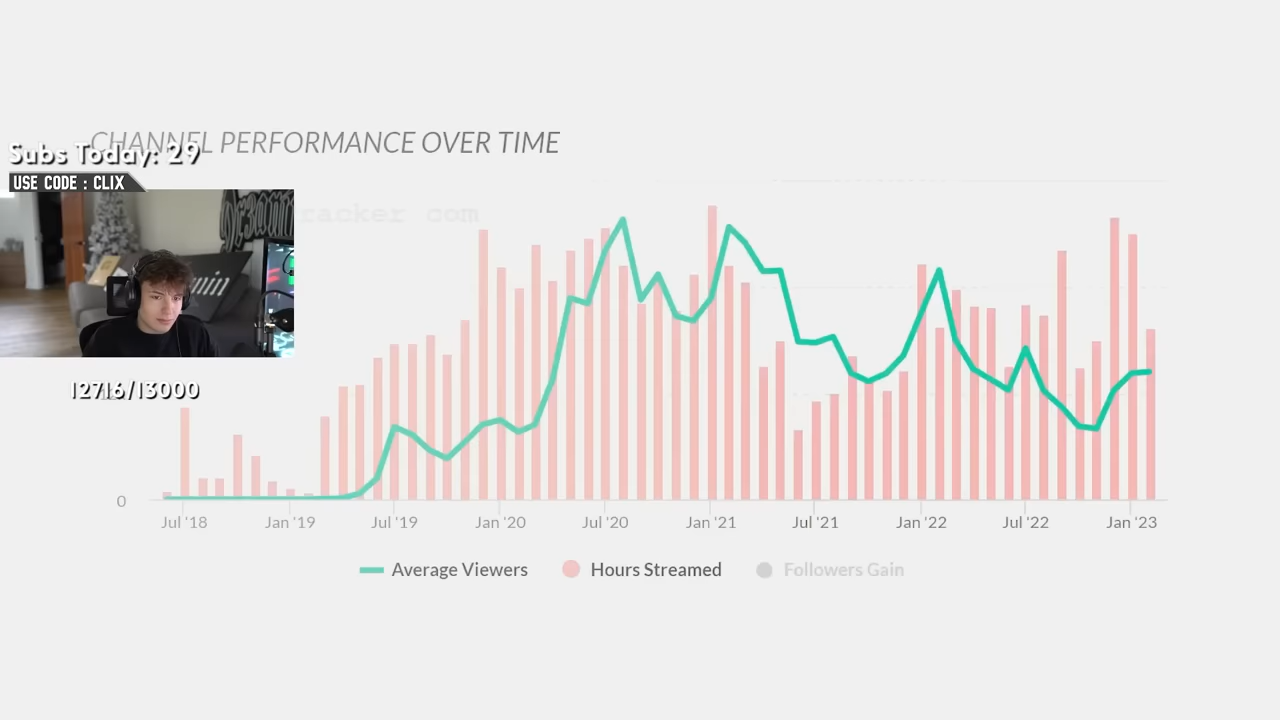 CHANNEL PERFORMANCE OVER TIME
Subs Today: 29
USE CODE : CLIX
racker com
12716/13000
0
Jul '18 Jan '19 Jul '19 Jan '20 Jul '20 Jan '21 Jul '21 Jan '22 Jul '22 Jan '23
Average Viewers Hours Streamed Followers Gain